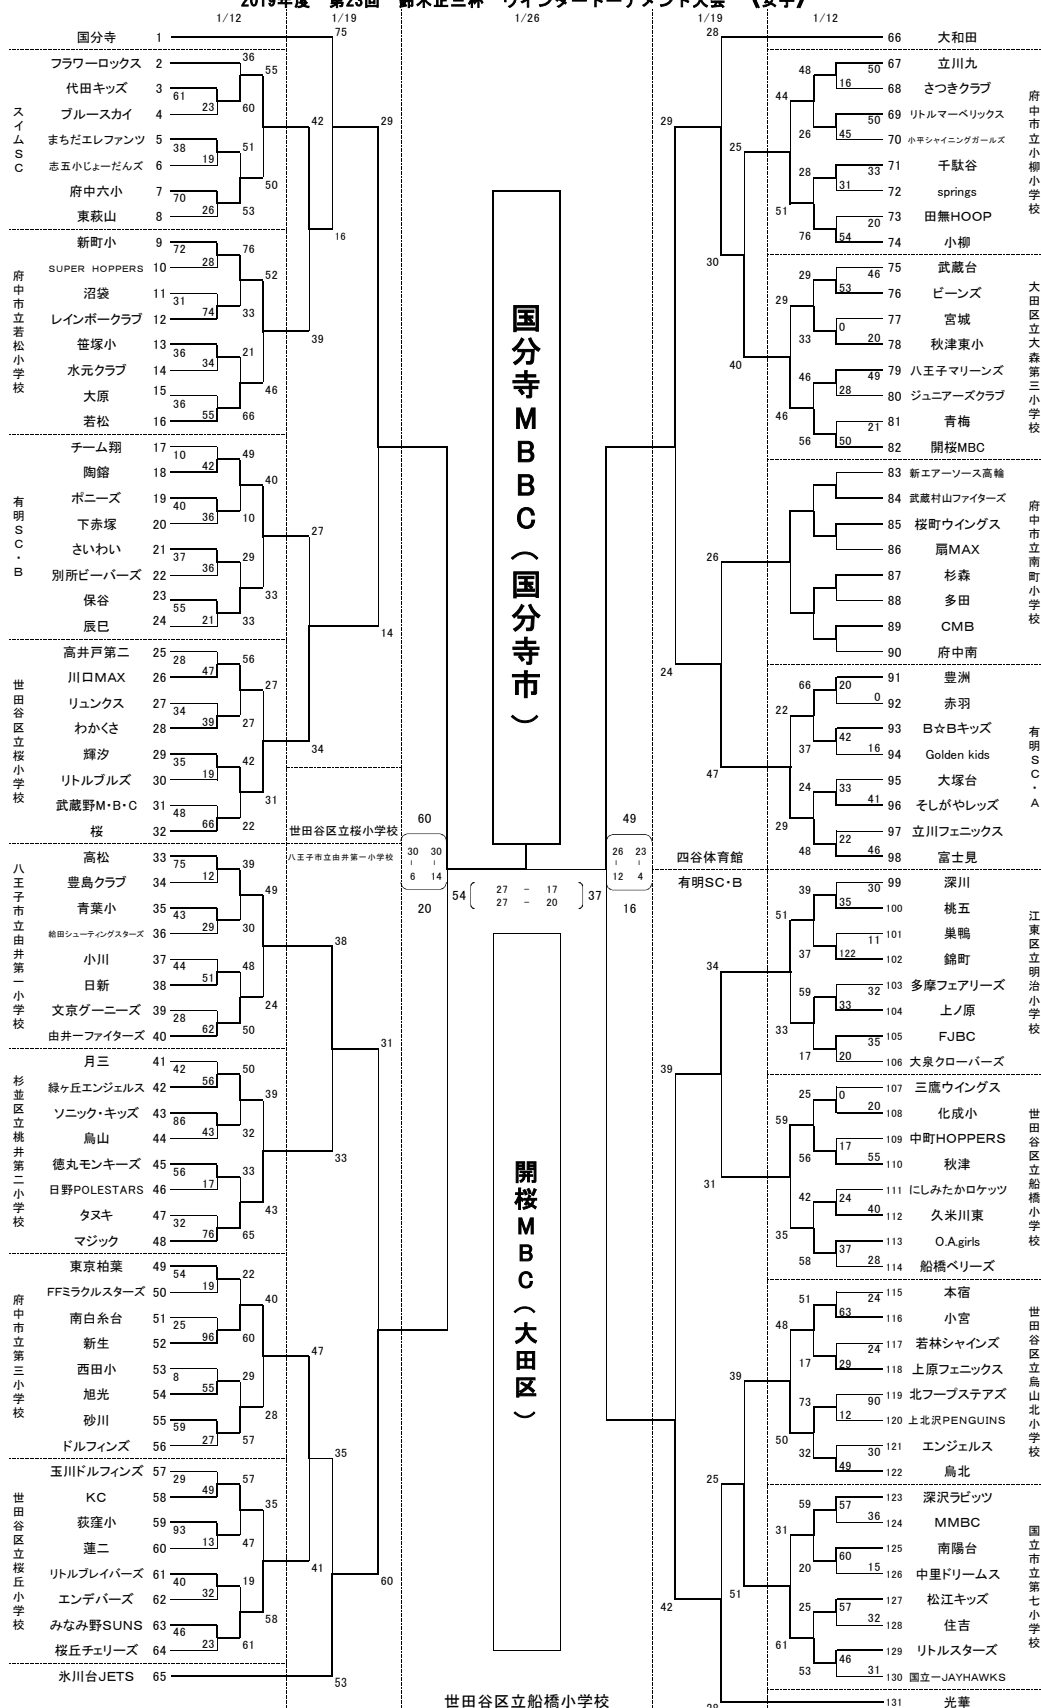 2019年度 第23回 鈴木正三杯 ウインタートーナメント大会 《女子》
1/12 1/19 1/26 1/19 1/12
国分寺 1
フラワーロックス 2
代田キッズ 3
ブルースカイ 4
まちだエレファンツ 5
志五小じょーだんズ 6
府中六小 7
東萩山 8
スイムSC
新町小 9
SUPER HOPPERS 10
沼袋 11
レインボークラブ 12
笹塚小 13
水元クラブ 14
大原 15
若松 16
府中市立若松小学校
チーム翔 17
陶鎔 18
ポニーズ 19
下赤塚 20
さいわい 21
別所ビーバーズ 22
保谷 23
辰巳 24
有明SC・B
高井戸第二 25
川口MAX 26
リュンクス 27
わかくさ 28
輝汐 29
リトルブルズ 30
武蔵野M・B・C 31
桜 32
世田谷区立桜小学校
高松 33
豊島クラブ 34
青葉小 35
給田シューティングスターズ 36
小川 37
日新 38
文京グーニーズ 39
由井一ファイターズ 40
八王子市立由井第一小学校
月三 41
緑ヶ丘エンジェルス 42
ソニック・キッズ 43
烏山 44
徳丸モンキーズ 45
日野POLESTARS 46
タヌキ 47
マジック 48
杉並区立桃井第二小学校
東京柏葉 49
FFミラクルスターズ 50
南白糸台 51
新生 52
西田小 53
旭光 54
砂川 55
ドルフィンズ 56
府中市立第三小学校
玉川ドルフィンズ 57
KC 58
荻窪小 59
蓮二 60
リトルブレイバーズ 61
エンデバーズ 62
みなみ野SUNS 63
桜丘チェリーズ 64
世田谷区立桜丘小学校
氷川台JETS 65
国分寺MBBC（国分寺市）
開桜MBC（大田区）
世田谷区立桜小学校
八王子市立由井第一小学校
四谷体育館
有明SC・B
60
30 30
- -
6 14
20
54 27 - 17 37
27 - 20
49
26 23
- -
12 4
16
世田谷区立船橋小学校
66 大和田
67 立川九
68 さつきクラブ
69 リトルマーベリックス
70 小平シャイニングガールズ
71 千駄谷
72 springs
73 田無HOOP
74 小柳
府中市立小柳小学校
75 武蔵台
76 ビーンズ
77 宮城
78 秋津東小
79 八王子マリーンズ
80 ジュニアーズクラブ
81 青梅
82 開桜MBC
大田区立大森第三小学校
83 新エアーソース高輪
84 武蔵村山ファイターズ
85 桜町ウイングス
86 扇MAX
87 杉森
88 多田
89 CMB
90 府中南
府中市立南町小学校
91 豊洲
92 赤羽
93 B☆Bキッズ
94 Golden kids
95 大塚台
96 そしがやレッズ
97 立川フェニックス
98 富士見
有明SC・A
99 深川
100 桃五
101 巣鴨
102 錦町
103 多摩フェアリーズ
104 上ノ原
105 FJBC
106 大泉クローバーズ
江東区立明治小学校
107 三鷹ウイングス
108 化成小
109 中町HOPPERS
110 秋津
111 にしみたかロケッツ
112 久米川東
113 O.A.girls
114 船橋ベリーズ
世田谷区立船橋小学校
115 本宿
116 小宮
117 若林シャインズ
118 上原フェニックス
119 北フープステアズ
120 上北沢PENGUINS
121 エンジェルス
122 烏北
世田谷区立烏山北小学校
123 深沢ラビッツ
124 MMBC
125 南陽台
126 中里ドリームス
127 松江キッズ
128 住吉
129 リトルスターズ
130 国立一JAYHAWKS
国立市立第七小学校
131 光華